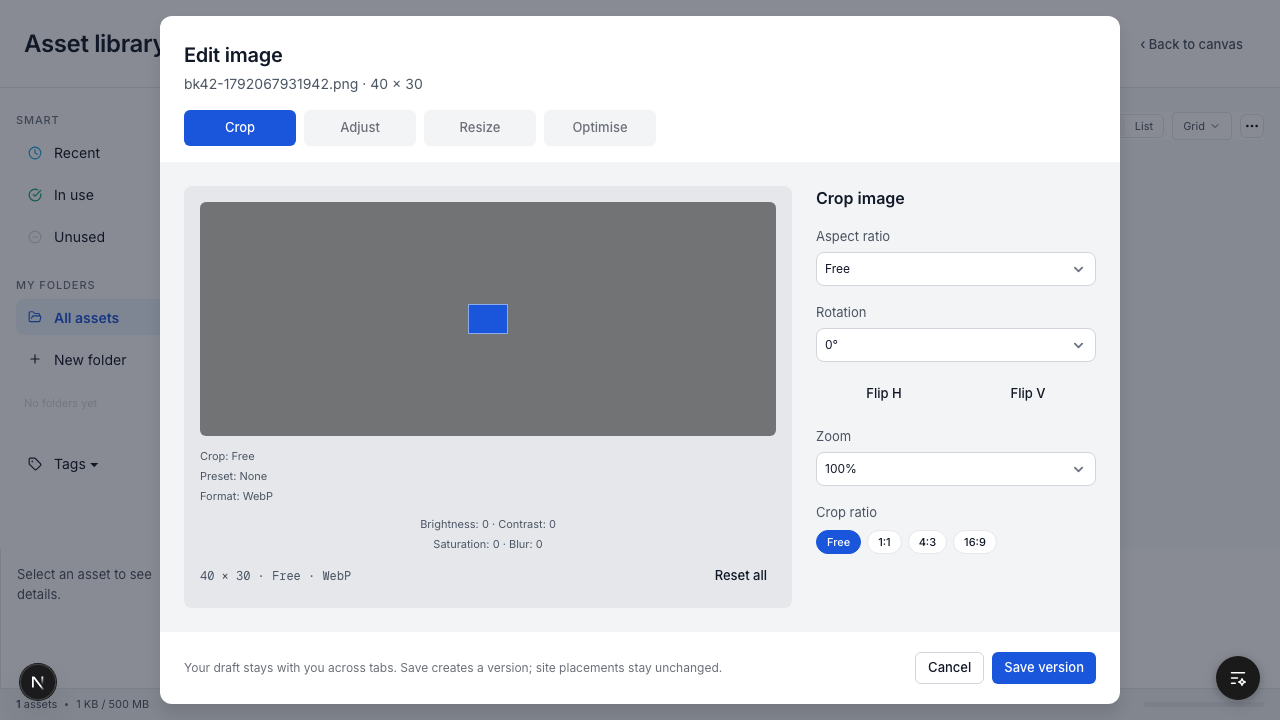 Asset library
‹ Back to canvas
Edit image
bk42-1792067931942.png · 40 × 30
Crop
Adjust
Resize
Optimise
SMART
Recent
In use
Unused
MY FOLDERS
All assets
New folder
No folders yet
Tags
Select an asset to see
details.
1 assets • 1 KB / 500 MB
N
List
Grid
Crop: Free
Preset: None
Format: WebP
Brightness: 0 · Contrast: 0
Saturation: 0 · Blur: 0
40 × 30 · Free · WebP
Reset all
Crop image
Aspect ratio
Free
Rotation
0°
Flip H
Flip V
Zoom
100%
Crop ratio
Free
1:1
4:3
16:9
Your draft stays with you across tabs. Save creates a version; site placements stay unchanged.
Cancel
Save version